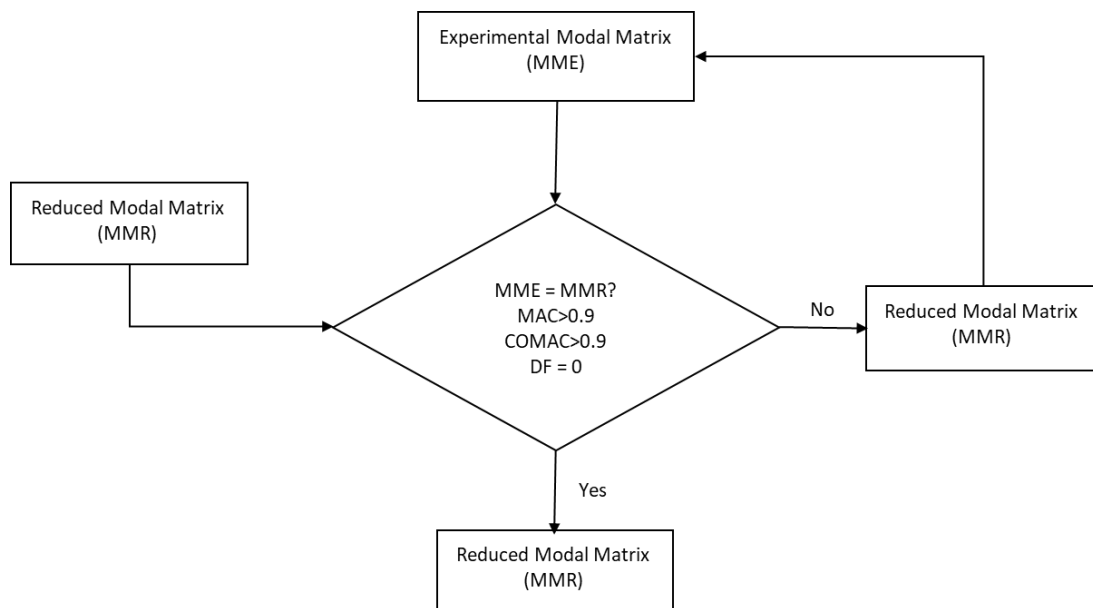 Experimental Modal Matrix
(MME)
Reduced Modal Matrix
(MMR)
MME = MMR?
MAC>0.9
COMAC>0.9
DF = 0
No
Reduced Modal Matrix
(MMR)
Yes
Reduced Modal Matrix
(MMR)